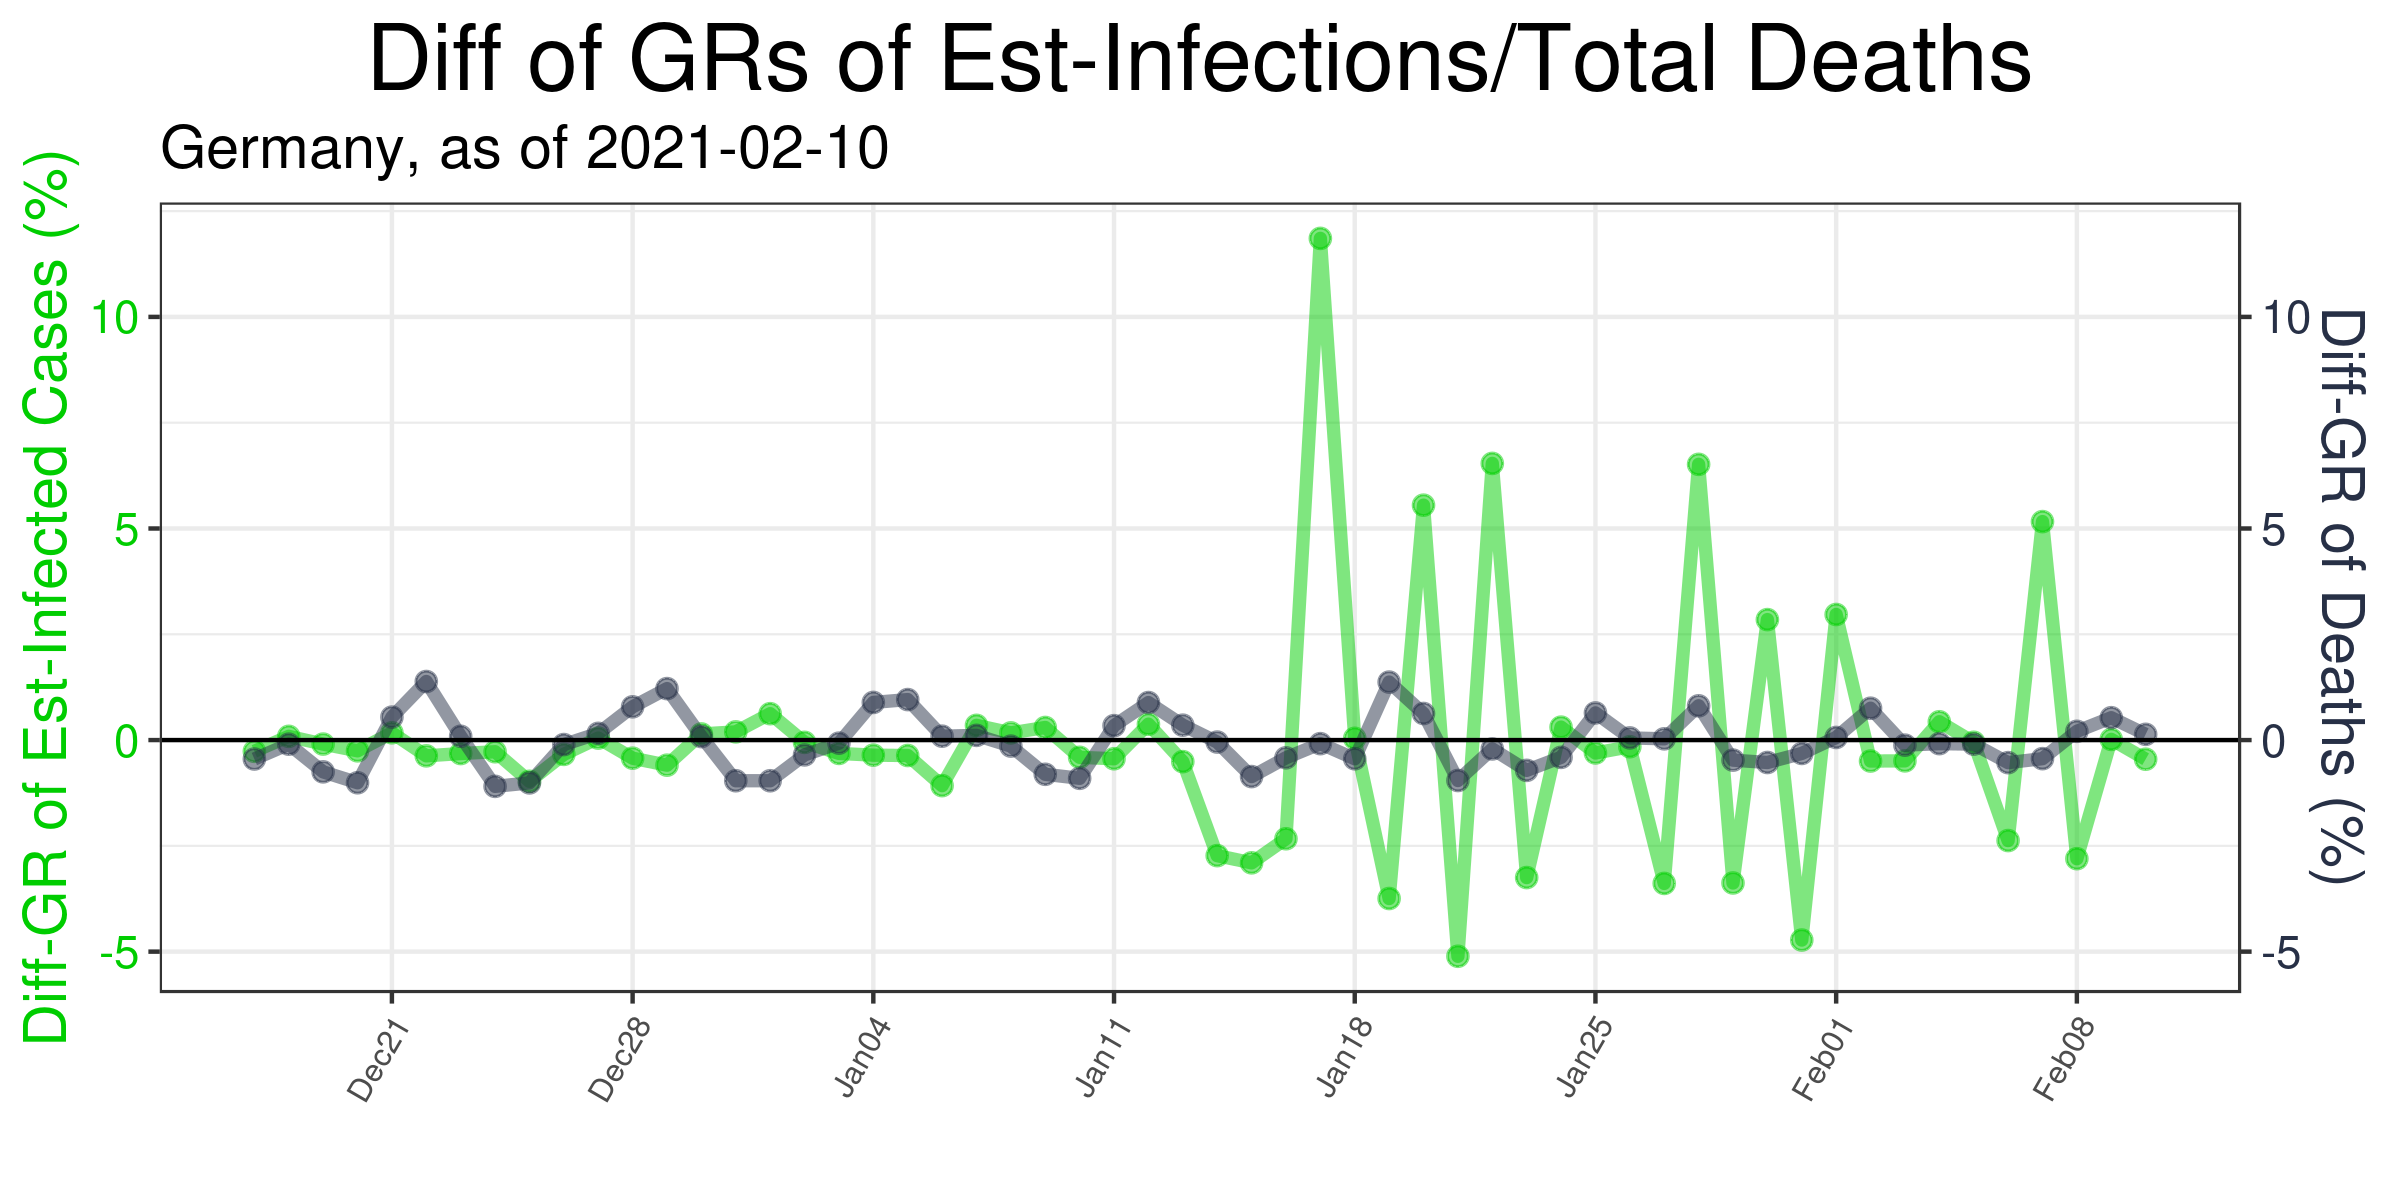 Diff of GRs of Est-Infections/Total Deaths
Germany, as of 2021-02-10
Diff-GR of Est-Infected Cases (%)
10
5
0
-5
10
5
0
-5
Diff-GR of Deaths (%)
Dec21
Dec28
Jan04
Jan11
Jan18
Jan25
Feb01
Feb08